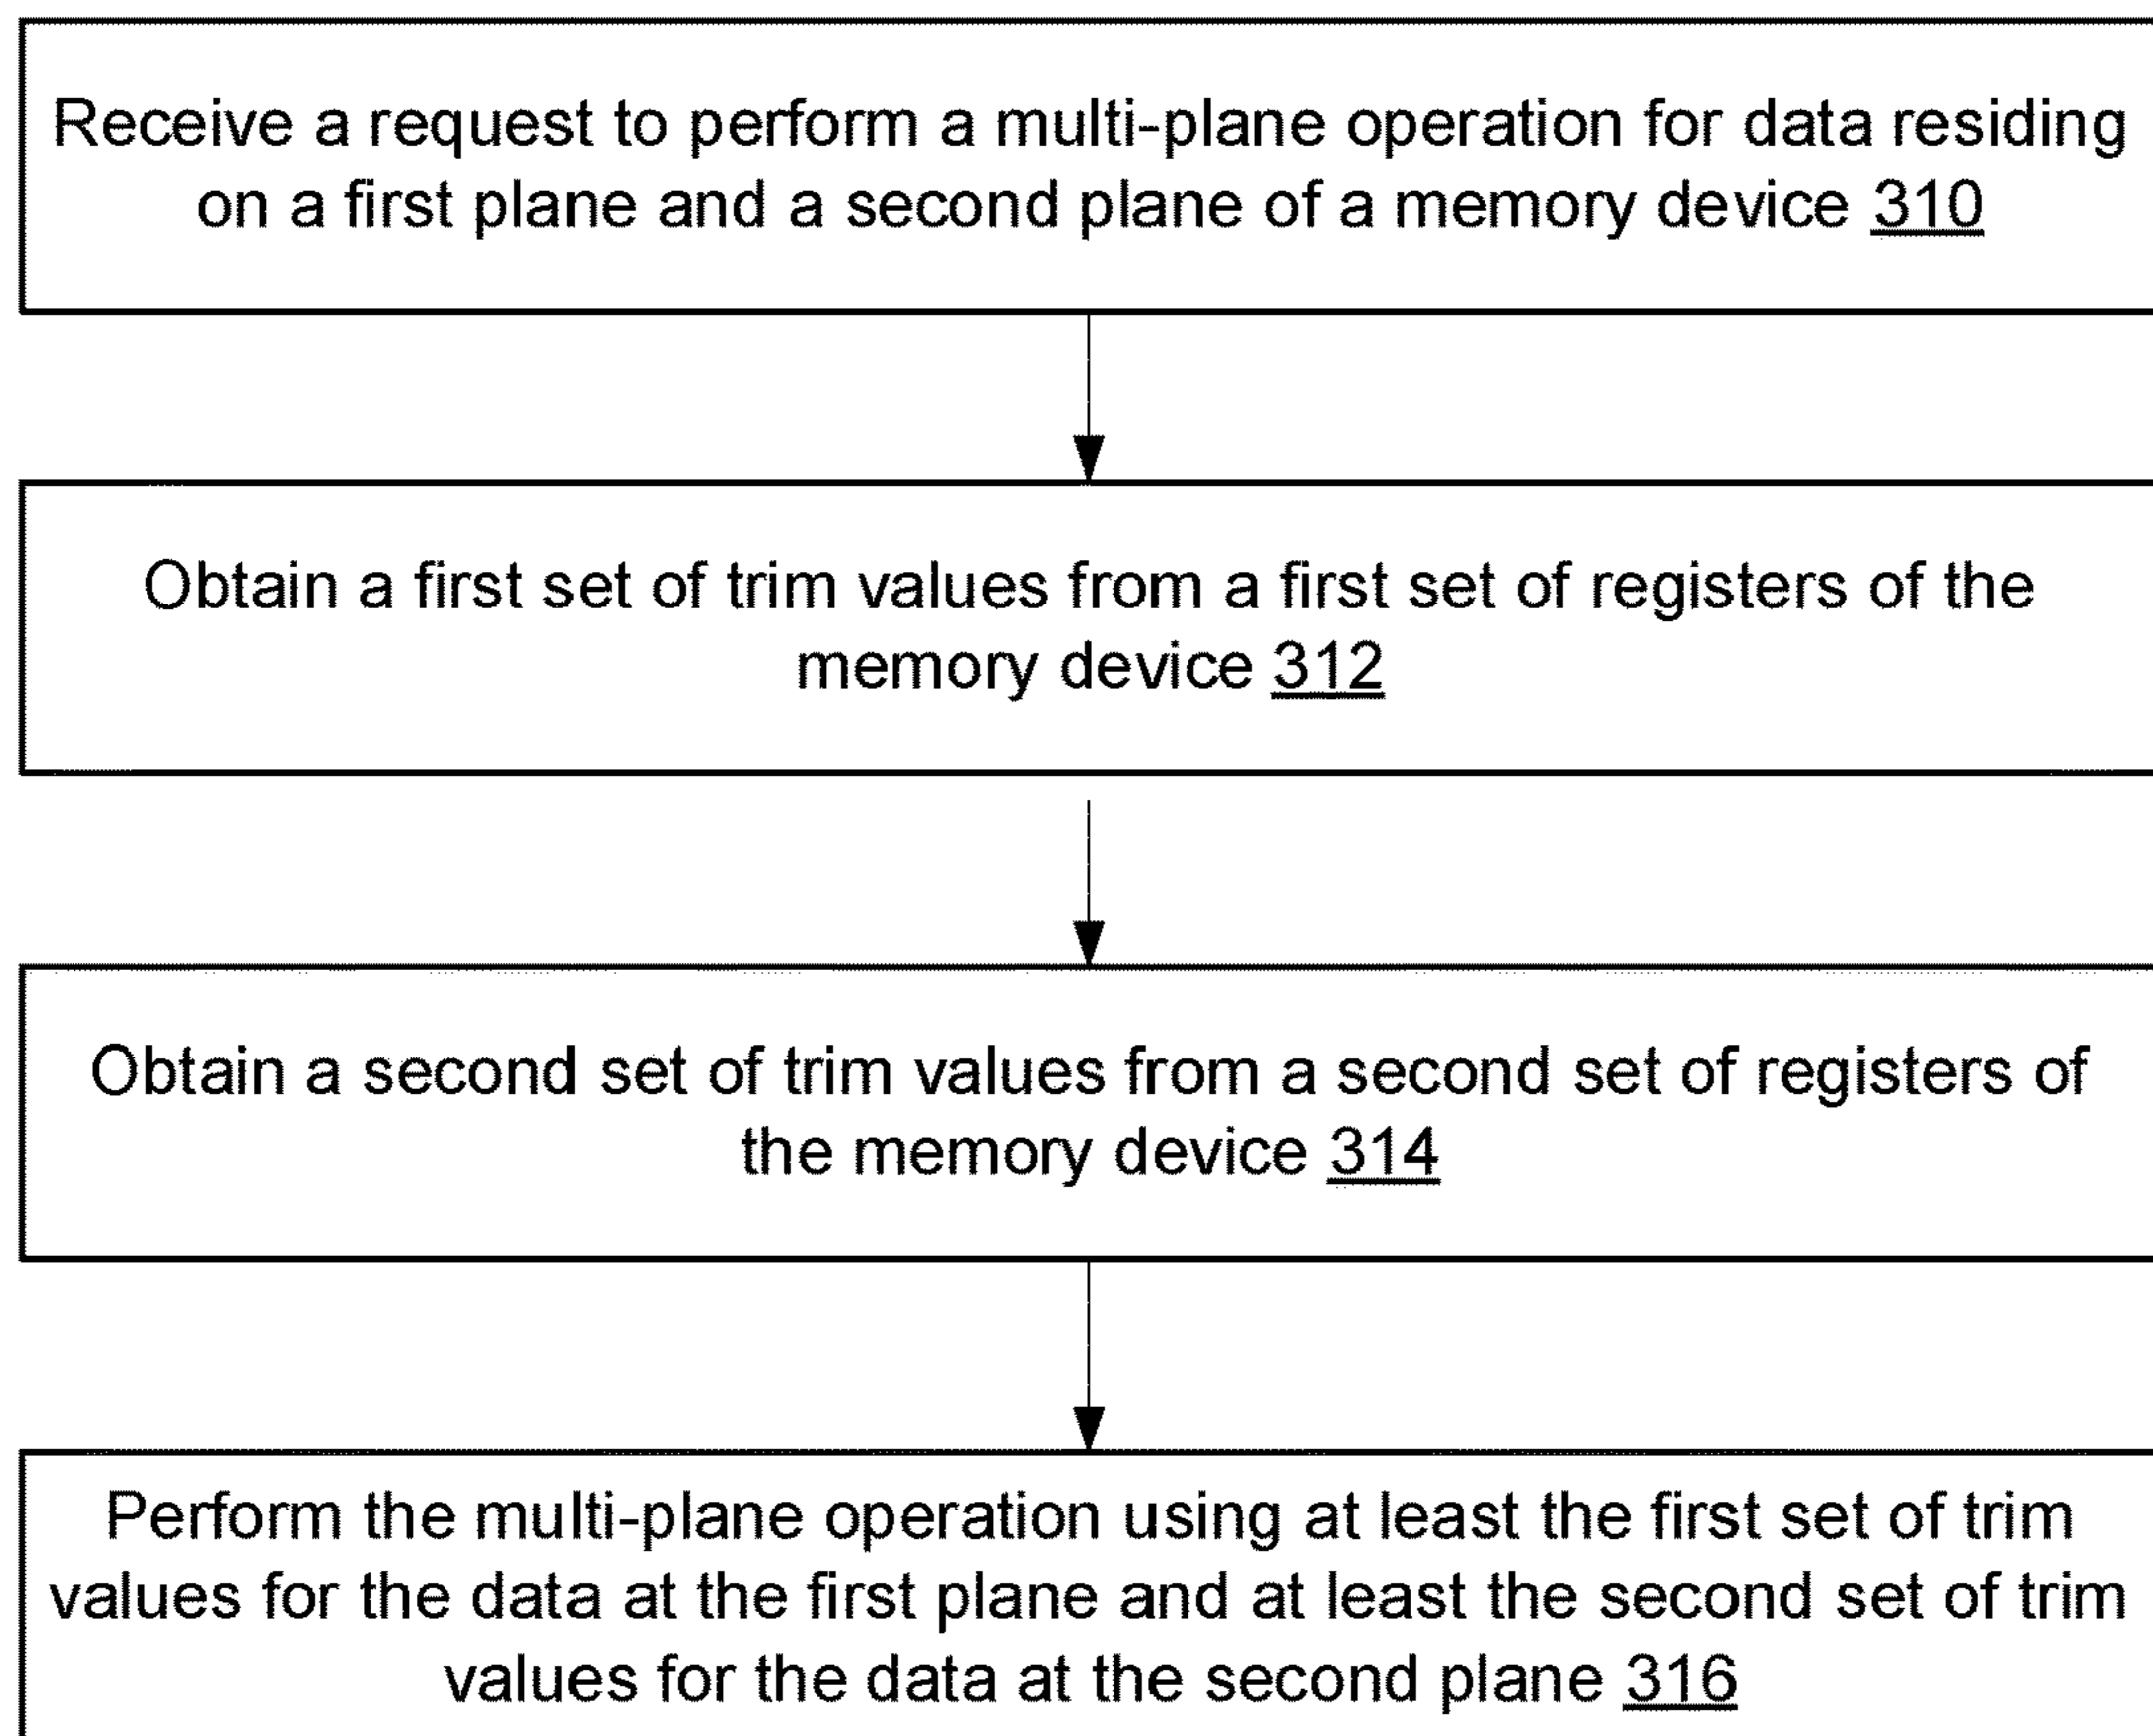 Receive a request to perform a multi-plane operation for data residing
on a first plane and a second plane of a memory device 310
Obtain a first set of trim values from a first set of registers of the
memory device 312
Obtain a second set of trim values from a second set of registers of
the memory device 314
Perform the multi-plane operation using at least the first set of trim
values for the data at the first plane and at least the second set of trim
values for the data at the second plane 316